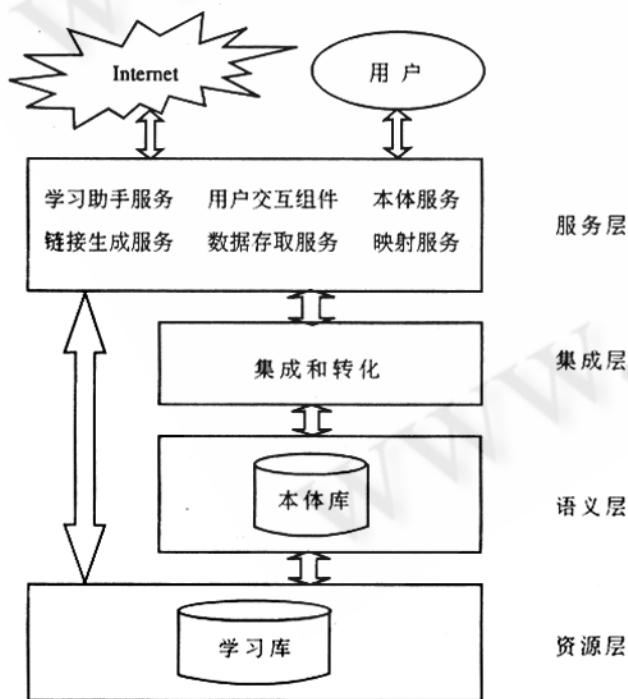 Internet
用户
学习助手服务 用户交互组件 本体服务
链接生成服务 数据存取服务 映射服务
服务层
集成和转化
集成层
本体库
语义层
学习库
资源层